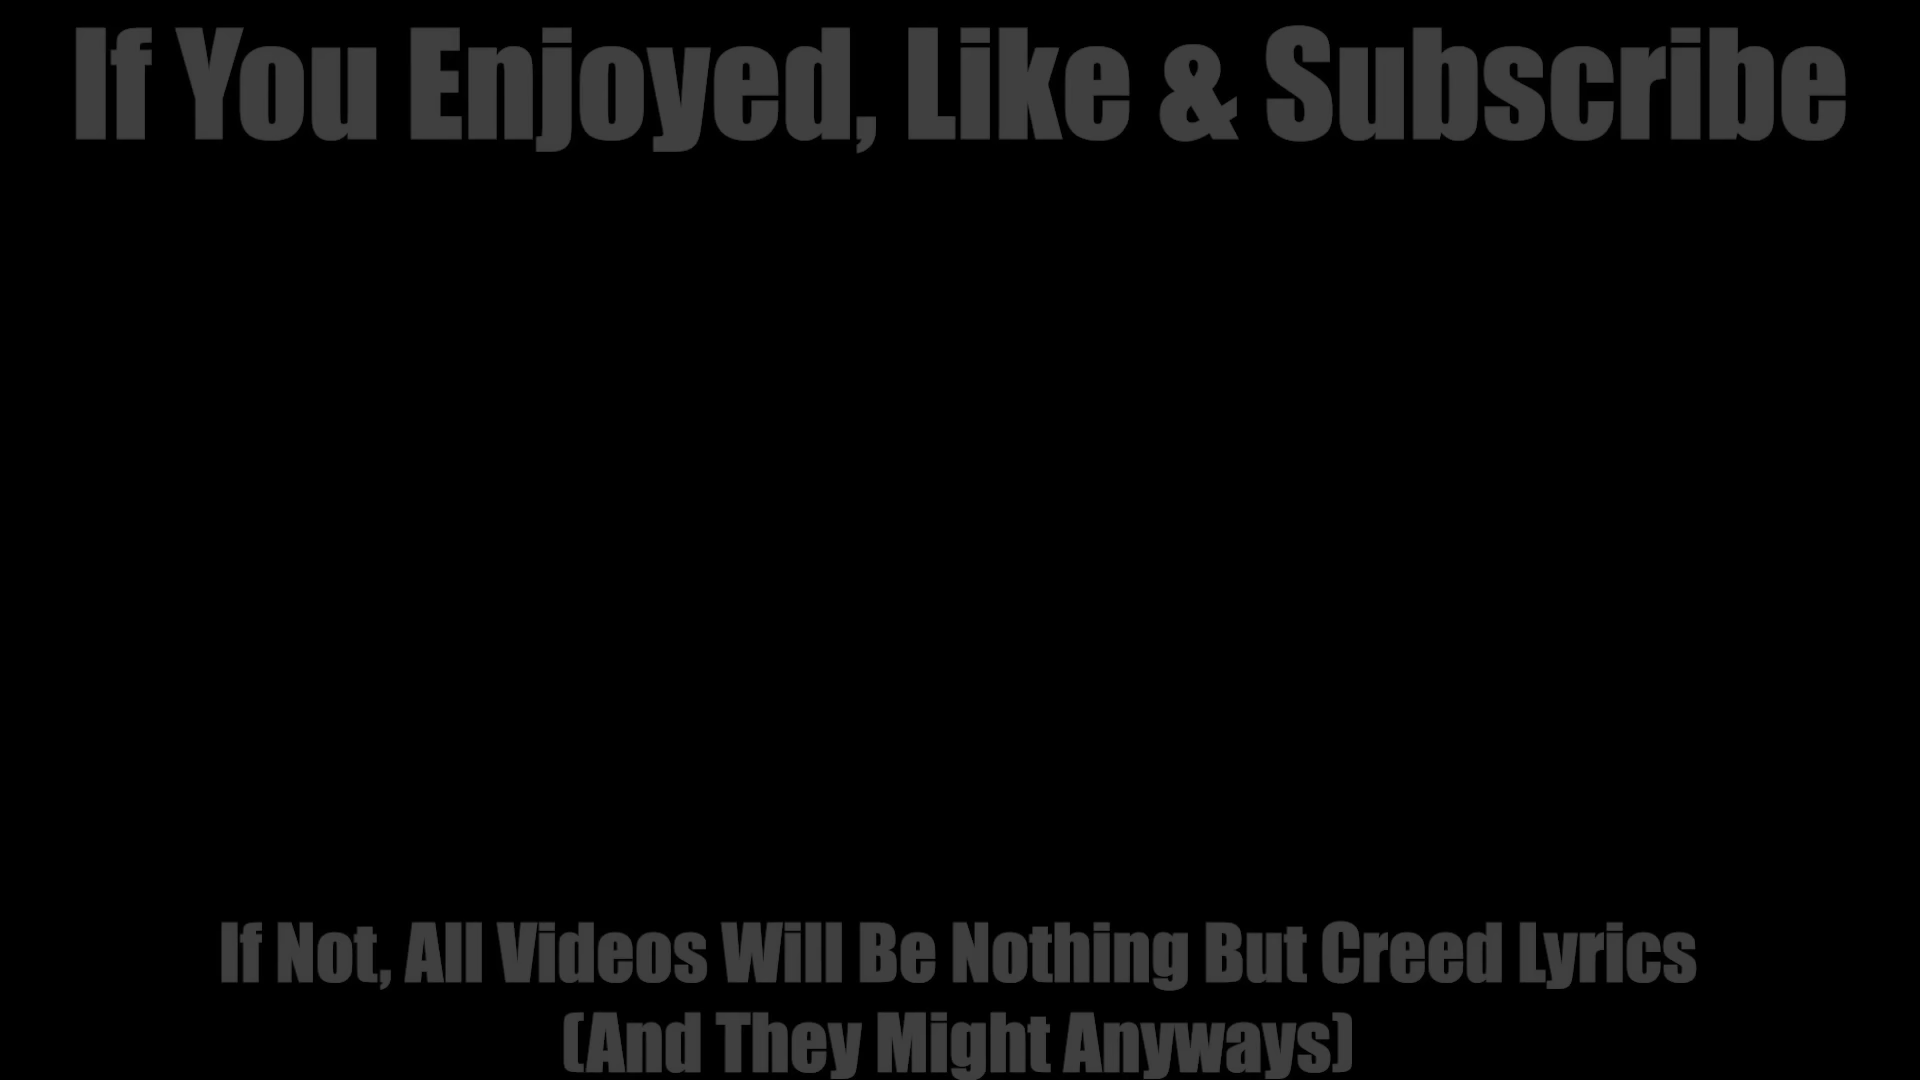 If You Enjoyed, Like & Subscribe
If Not, All Videos Will Be Nothing But Creed Lyrics
(And They Might Anyways)